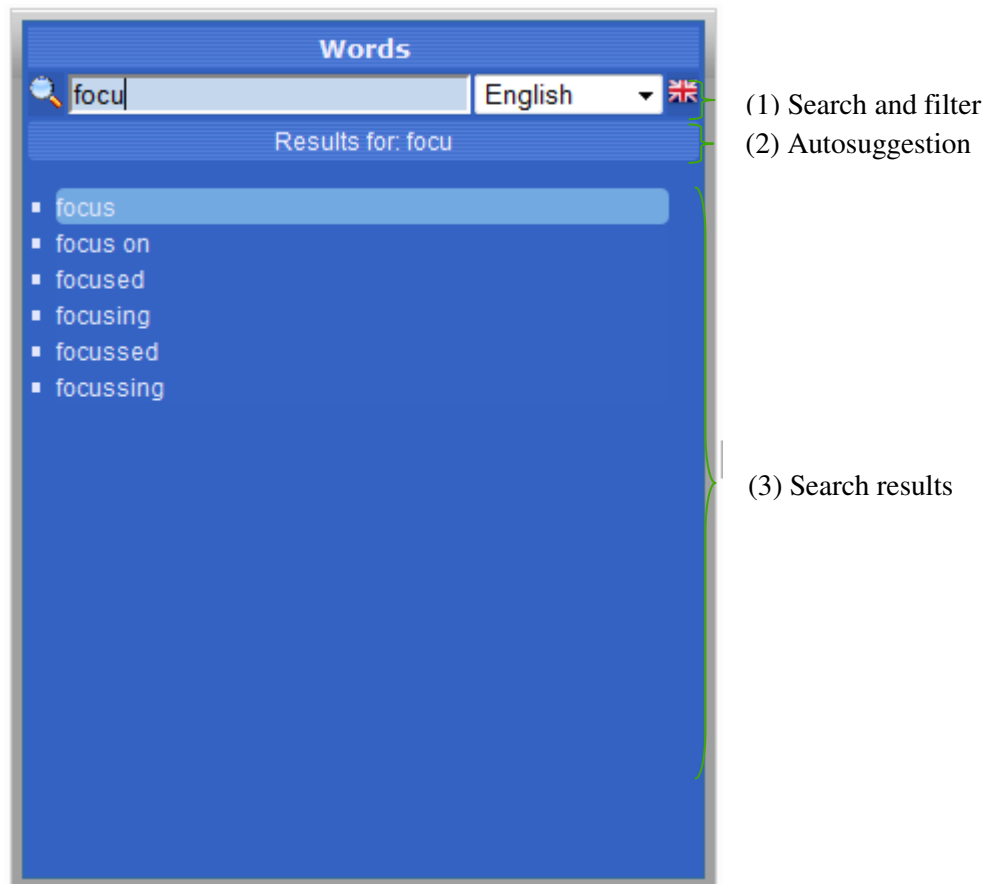 Words
focu English
(1) Search and filter
Results for: focu
(2) Autosuggestion
focus
focus on
focused
focusing
focussed
focussing
(3) Search results